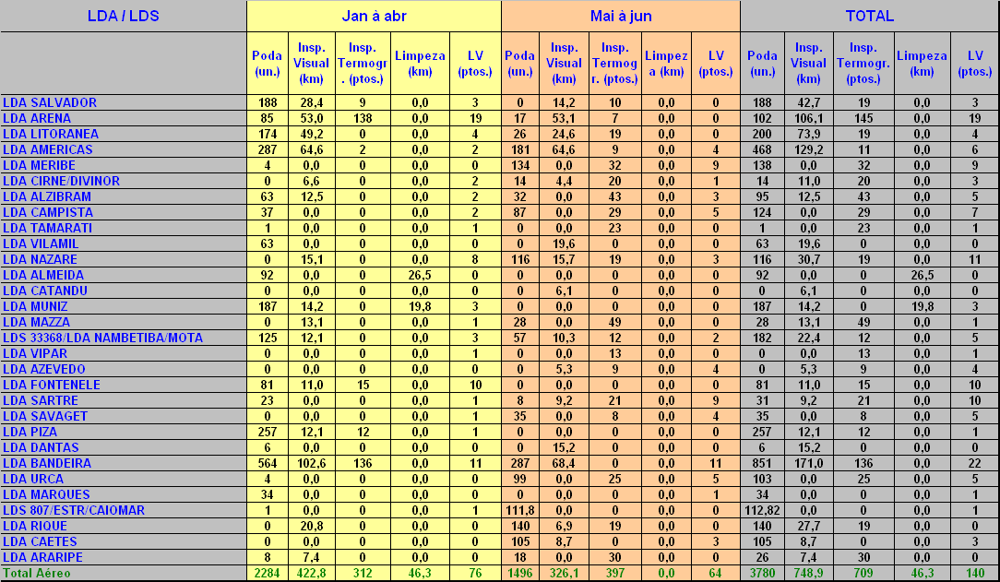 LDA / LDS Jan à abr Mai à jun TOTAL
Poda (un.) Insp. Visual (km) Insp. Termogr. (ptos.) Limpeza (km) LV (ptos.) Poda (un.) Insp. Visual (km) Insp. Termogr. (ptos.) Limpeza (km) LV (ptos.) Poda (un.) Insp. Visual (km) Insp. Termogr. (ptos.) Limpeza (km) LV (ptos.)
LDA SALVADOR 188 28,4 9 0,0 3 0 14,2 10 0,0 0 188 42,7 19 0,0 3
LDA ARENA 85 53,0 138 0,0 19 17 53,1 7 0,0 0 102 106,1 145 0,0 19
LDA LITORANEA 174 49,2 0 0,0 4 26 24,6 19 0,0 0 200 73,9 19 0,0 4
LDA AMERICAS 287 64,6 2 0,0 2 181 64,6 9 0,0 4 468 129,2 11 0,0 6
LDA MERIBE 4 0,0 0 0,0 0 134 0,0 32 0,0 9 138 0,0 32 0,0 9
LDA CIRNE/DIVINOR 0 6,6 0 0,0 2 14 4,4 20 0,0 1 14 11,0 20 0,0 3
LDA ALZIBRAM 63 12,5 0 0,0 2 32 0,0 43 0,0 3 95 12,5 43 0,0 5
LDA CAMPISTA 37 0,0 0 0,0 2 87 0,0 29 0,0 5 124 0,0 29 0,0 7
LDA TAMARATI 1 0,0 0 0,0 1 0 0,0 23 0,0 0 1 0,0 23 0,0 1
LDA VILAMIL 63 0,0 0 0,0 0 0 19,6 0 0,0 0 63 19,6 0 0,0 0
LDA NAZARE 0 15,1 0 0,0 8 116 15,7 19 0,0 3 116 30,7 19 0,0 11
LDA ALMEIDA 92 0,0 0 26,5 0 0 0,0 0 0,0 0 92 0,0 0 26,5 0
LDA CATANDU 0 0,0 0 0,0 0 0 6,1 0 0,0 0 0 6,1 0 0,0 0
LDA MUNIZ 187 14,2 0 19,8 3 0 0,0 0 0,0 0 187 14,2 0 19,8 3
LDA MAZZA 0 13,1 0 0,0 1 28 0,0 49 0,0 0 28 13,1 49 0,0 1
LDS 33368/LDA NAMBETIBA/MOTA 125 12,1 0 0,0 3 57 10,3 12 0,0 2 182 22,4 12 0,0 5
LDA VIPAR 0 0,0 0 0,0 1 0 0,0 13 0,0 0 0 0,0 13 0,0 1
LDA AZEVEDO 0 0,0 0 0,0 0 0 5,3 9 0,0 4 0 5,3 9 0,0 4
LDA FONTENELE 81 11,0 15 0,0 10 0 0,0 0 0,0 0 81 11,0 15 0,0 10
LDA SARTRE 23 0,0 0 0,0 1 8 9,2 21 0,0 9 31 9,2 21 0,0 10
LDA SAVAGET 0 0,0 0 0,0 1 35 0,0 8 0,0 4 35 0,0 8 0,0 5
LDA PIZA 257 12,1 12 0,0 1 0 0,0 0 0,0 0 257 12,1 12 0,0 1
LDA DANTAS 6 0,0 0 0,0 0 0 15,2 0 0,0 0 6 15,2 0 0,0 0
LDA BANDEIRA 564 102,6 136 0,0 11 287 68,4 0 0,0 11 851 171,0 136 0,0 22
LDA URCA 4 0,0 0 0,0 0 99 0,0 25 0,0 5 103 0,0 25 0,0 5
LDA MARQUES 34 0,0 0 0,0 0 0 0,0 0 0,0 1 34 0,0 0 0,0 1
LDS 807/ESTR/CAIOMAR 1 0,0 0 0,0 1 111,8 0,0 0 0,0 0 112,82 0,0 0 0,0 1
LDA RIQUE 0 20,8 0 0,0 0 140 6,9 19 0,0 0 140 27,7 19 0,0 0
LDA CAETES 0 0,0 0 0,0 0 105 8,7 0 0,0 3 105 8,7 0 0,0 3
LDA ARARIPE 8 7,4 0 0,0 0 18 0,0 30 0,0 0 26 7,4 30 0,0 0
Total Aéreo 2284 422,8 312 46,3 76 1496 326,1 397 0,0 64 3780 748,9 709 46,3 140